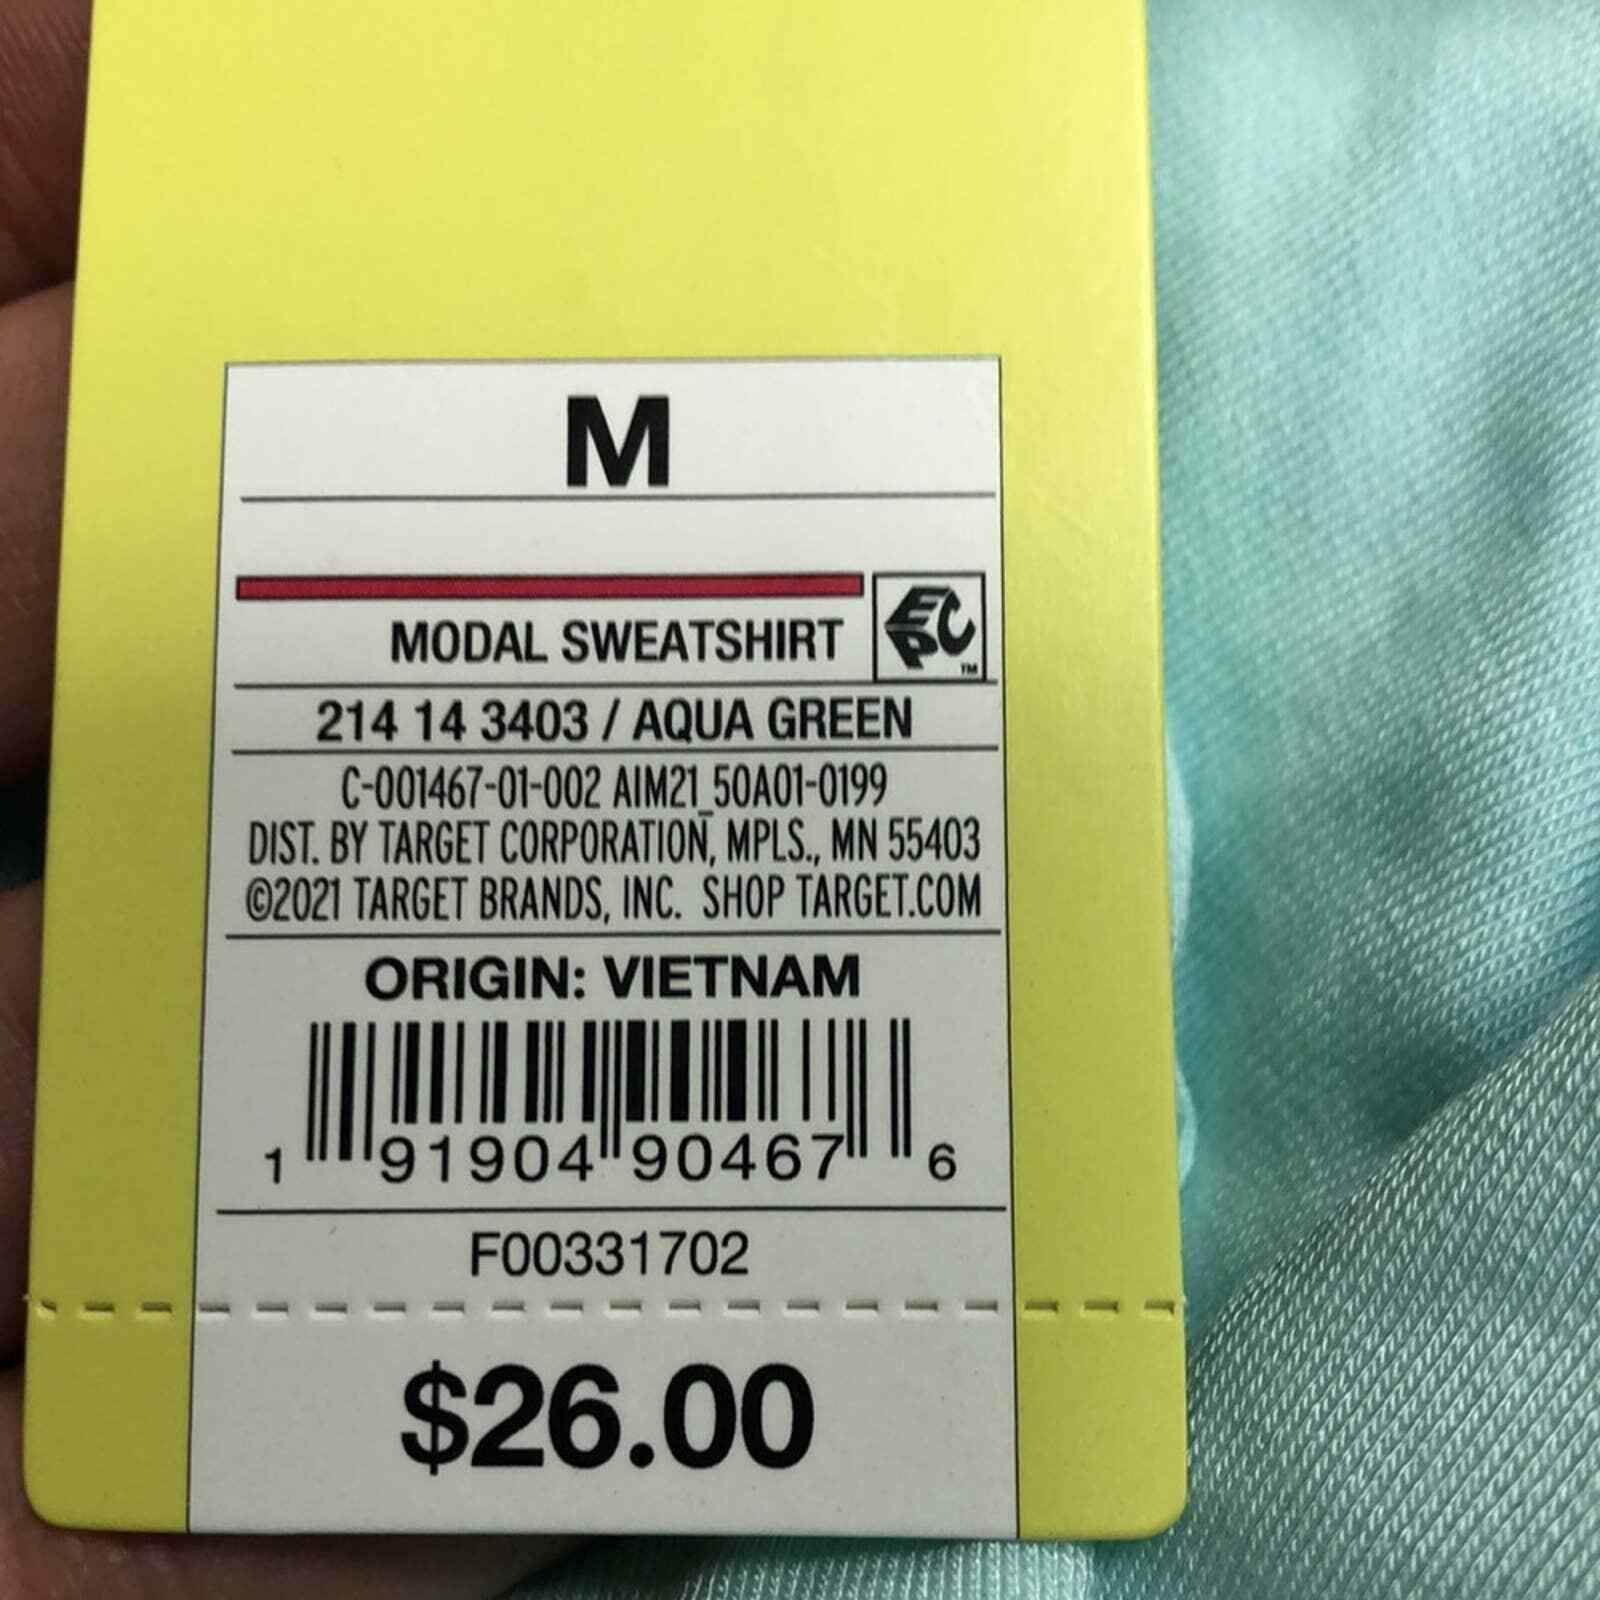 M
MODAL SWEATSHIRT
EPC™
214 14 3403 / AQUA GREEN
C-001467-01-002 AIM21_50A01-0199
DIST. BY TARGET CORPORATION, MPLS., MN 55403
©2021 TARGET BRANDS, INC. SHOP TARGET.COM
ORIGIN: VIETNAM
1 91904 90467 6
F00331702
$26.00